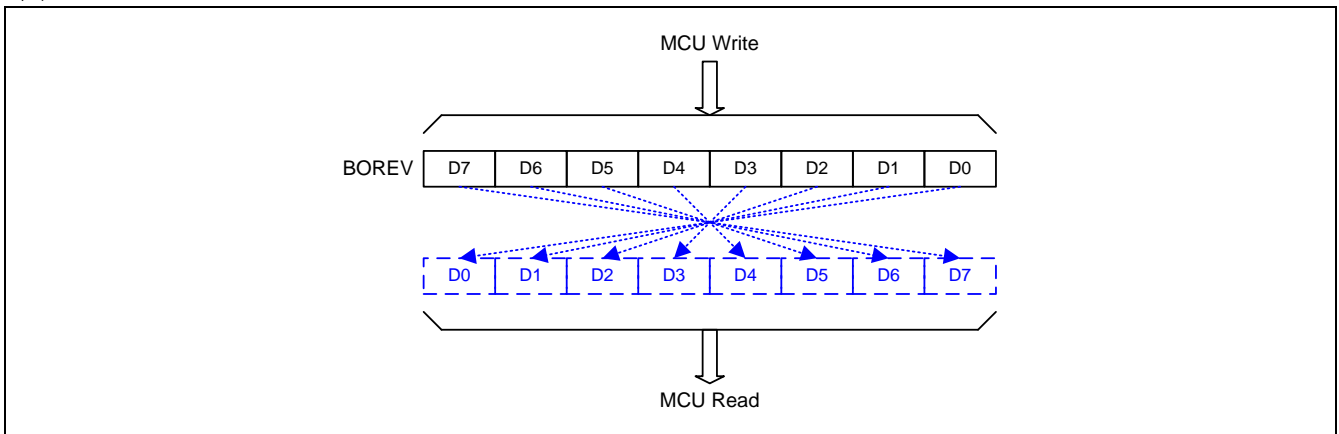 MCU Write
BOREV D7 D6 D5 D4 D3 D2 D1 D0
D0 D1 D2 D3 D4 D5 D6 D7
MCU Read